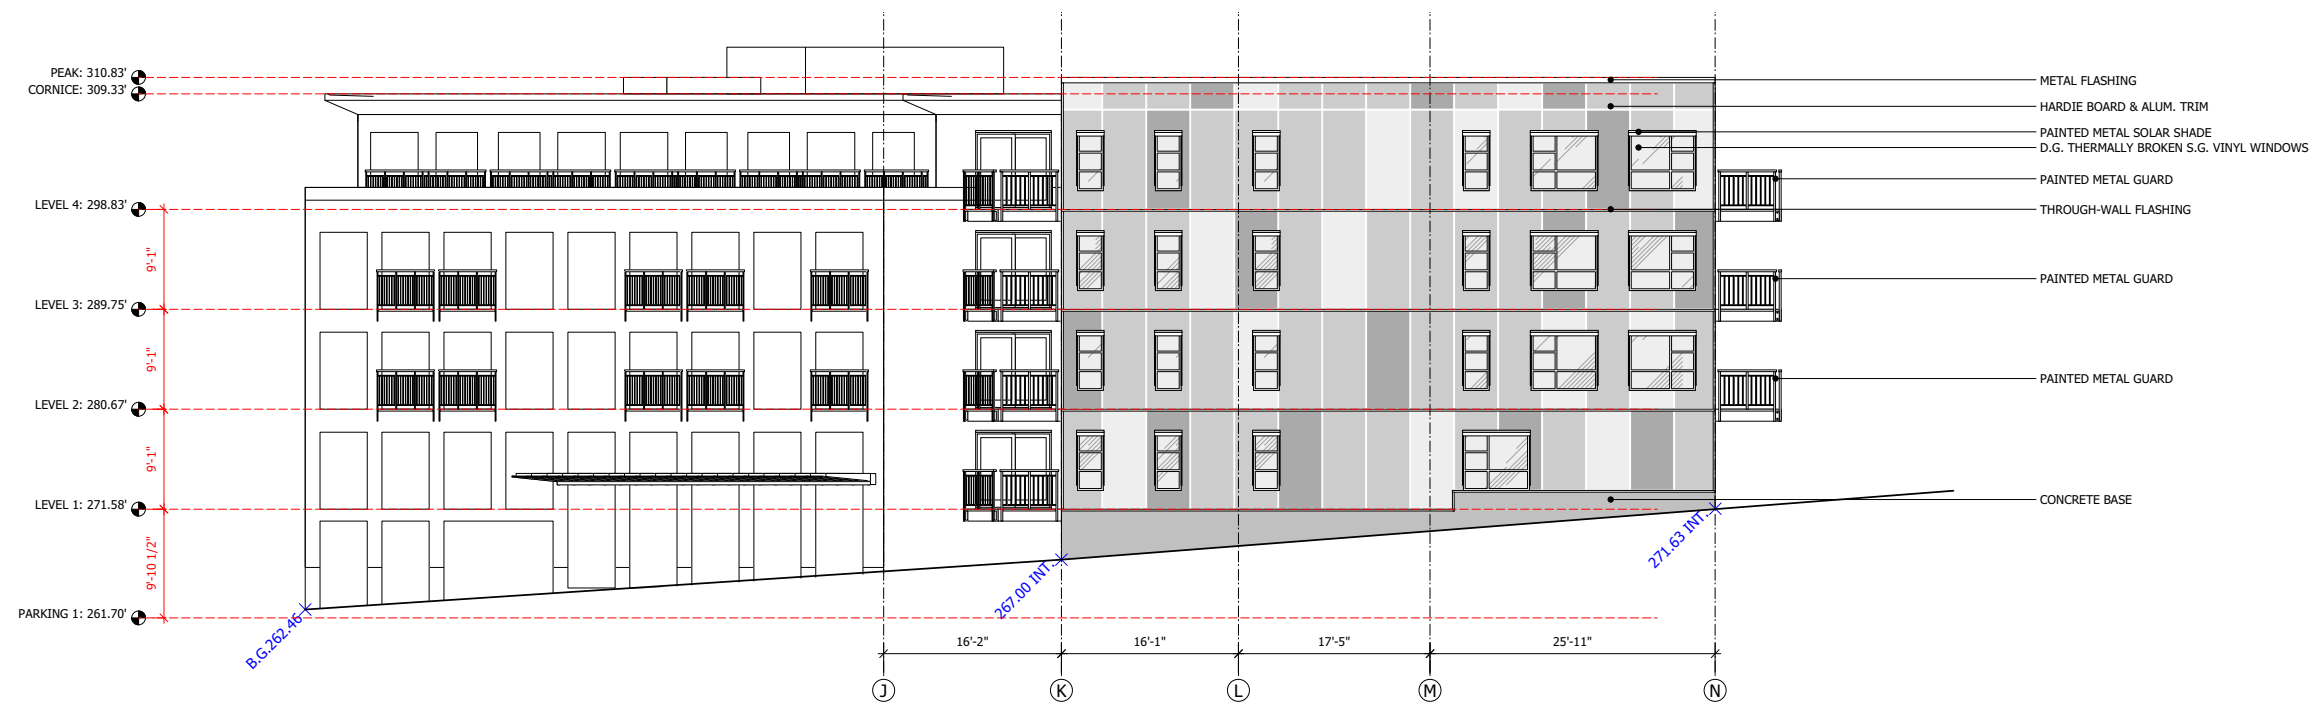 PEAK: 310.83'
CORNICE: 309.33'
LEVEL 4: 298.83'
9'-1"
LEVEL 3: 289.75'
9'-1"
LEVEL 2: 280.67'
9'-1"
LEVEL 1: 271.58'
9'-10 1/2"
PARKING 1: 261.70'
B.G.262.46
267.00 INT.
271.63 INT.
METAL FLASHING
HARDIE BOARD & ALUM. TRIM
PAINTED METAL SOLAR SHADE
D.G. THERMALLY BROKEN S.G. VINYL WINDOWS
PAINTED METAL GUARD
THROUGH-WALL FLASHING
PAINTED METAL GUARD
PAINTED METAL GUARD
CONCRETE BASE
16'-2"
16'-1"
17'-5"
25'-11"
J
K
L
M
N